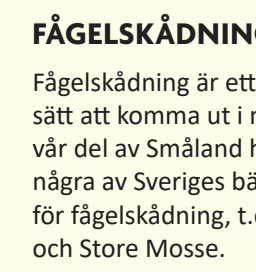 FÅGELSKÅDNING
Fågelskådning är ett
sätt att komma ut i
vår del av Småland
några av Sveriges
för fågelskådning,
och Store Mosse.